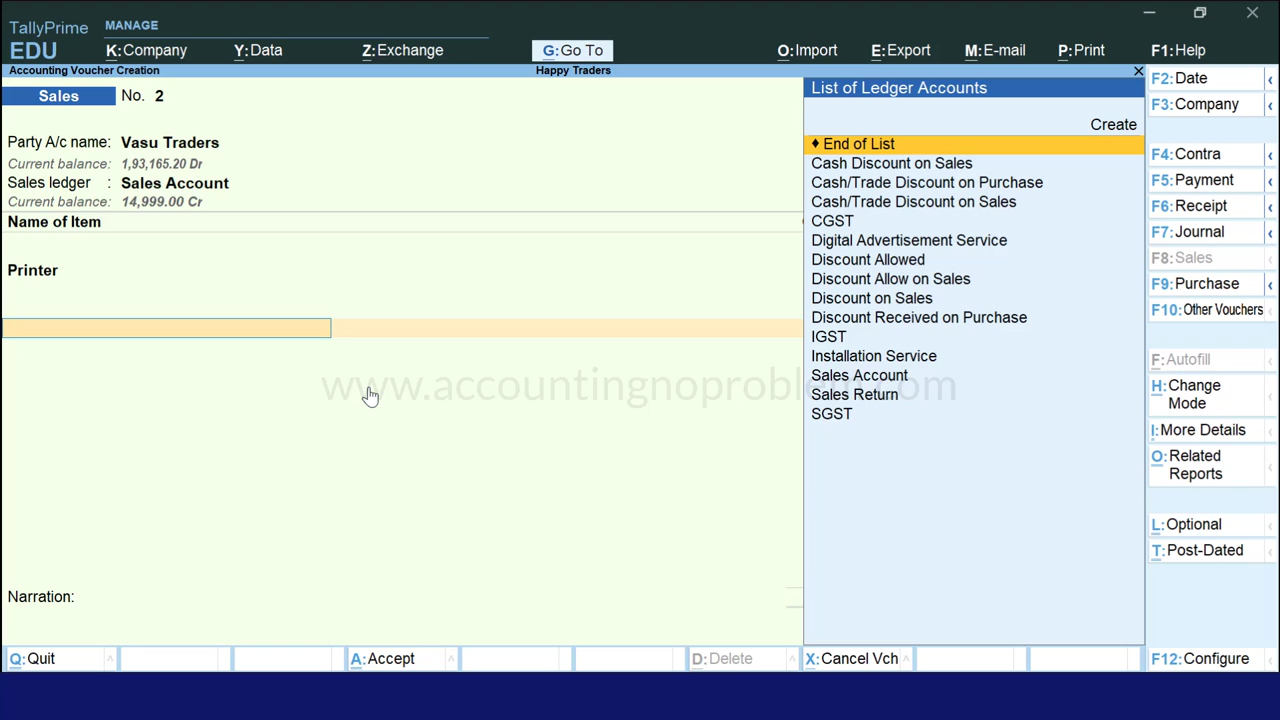 TallyPrime MANAGE
EDU K:Company Y:Data Z:Exchange G:Go To O:Import E:Export M:E-mail P:Print F1:Help
Accounting Voucher Creation Happy Traders
Sales No. 2
Party A/c name: Vasu Traders
Current balance: 1,93,165.20 Dr
Sales ledger : Sales Account
Current balance: 14,999.00 Cr
Name of Item
Printer
Narration:
List of Ledger Accounts
Create
♦ End of List
Cash Discount on Sales
Cash/Trade Discount on Purchase
Cash/Trade Discount on Sales
CGST
Digital Advertisement Service
Discount Allowed
Discount Allow on Sales
Discount on Sales
Discount Received on Purchase
IGST
Installation Service
Sales Account
Sales Return
SGST
www.accountingnoproblem.com
F2:Date
F3:Company
F4:Contra
F5:Payment
F6:Receipt
F7:Journal
F8:Sales
F9:Purchase
F10:Other Vouchers
F:Autofill
H:Change
Mode
I:More Details
O:Related
Reports
L:Optional
T:Post-Dated
Q:Quit A:Accept D:Delete X:Cancel Vch F12:Configure